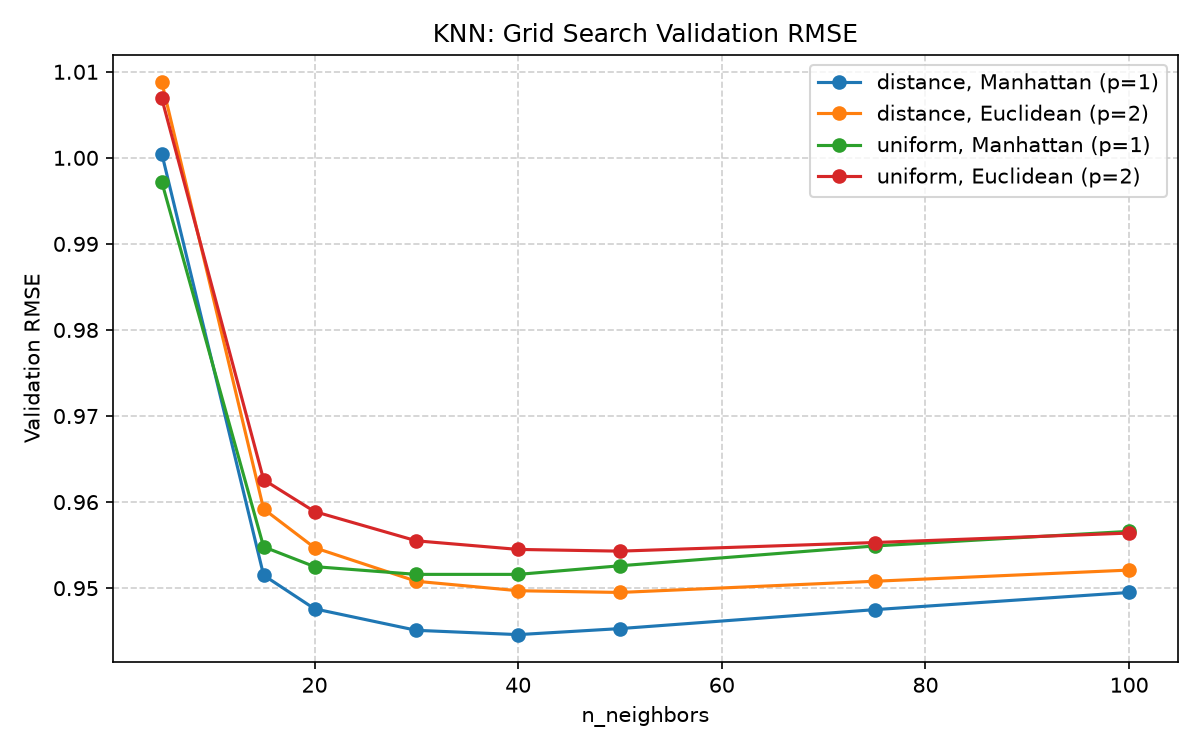 KNN: Grid Search Validation RMSE
distance, Manhattan (p=1)
distance, Euclidean (p=2)
uniform, Manhattan (p=1)
uniform, Euclidean (p=2)
Validation RMSE
1.01
1.00
0.99
0.98
0.97
0.96
0.95
20
40
60
80
100
n_neighbors